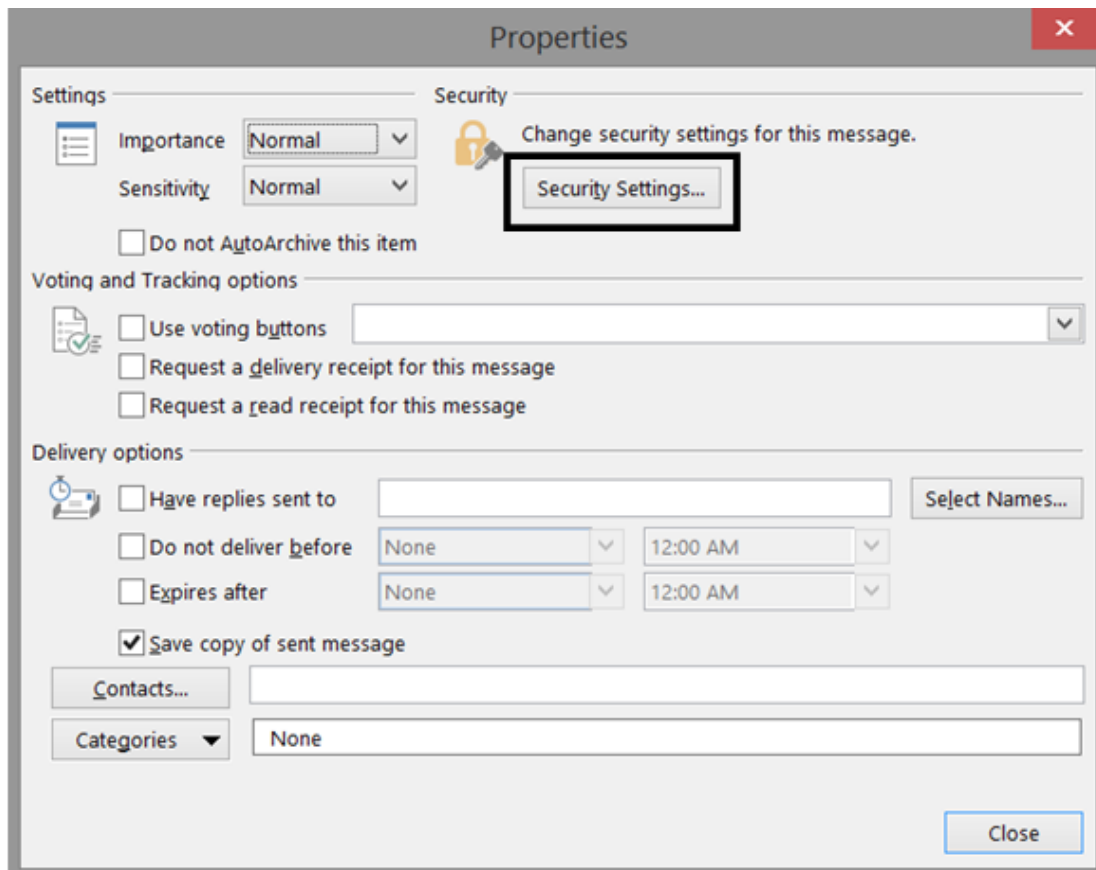 Properties
Settings
Security
Importance Normal
Change security settings for this message.
Sensitivity Normal
Security Settings...
Do not AutoArchive this item
Voting and Tracking options
Use voting buttons
Request a delivery receipt for this message
Request a read receipt for this message
Delivery options
Have replies sent to
Select Names...
Do not deliver before None 12:00 AM
Expires after None 12:00 AM
Save copy of sent message
Contacts...
Categories None
Close